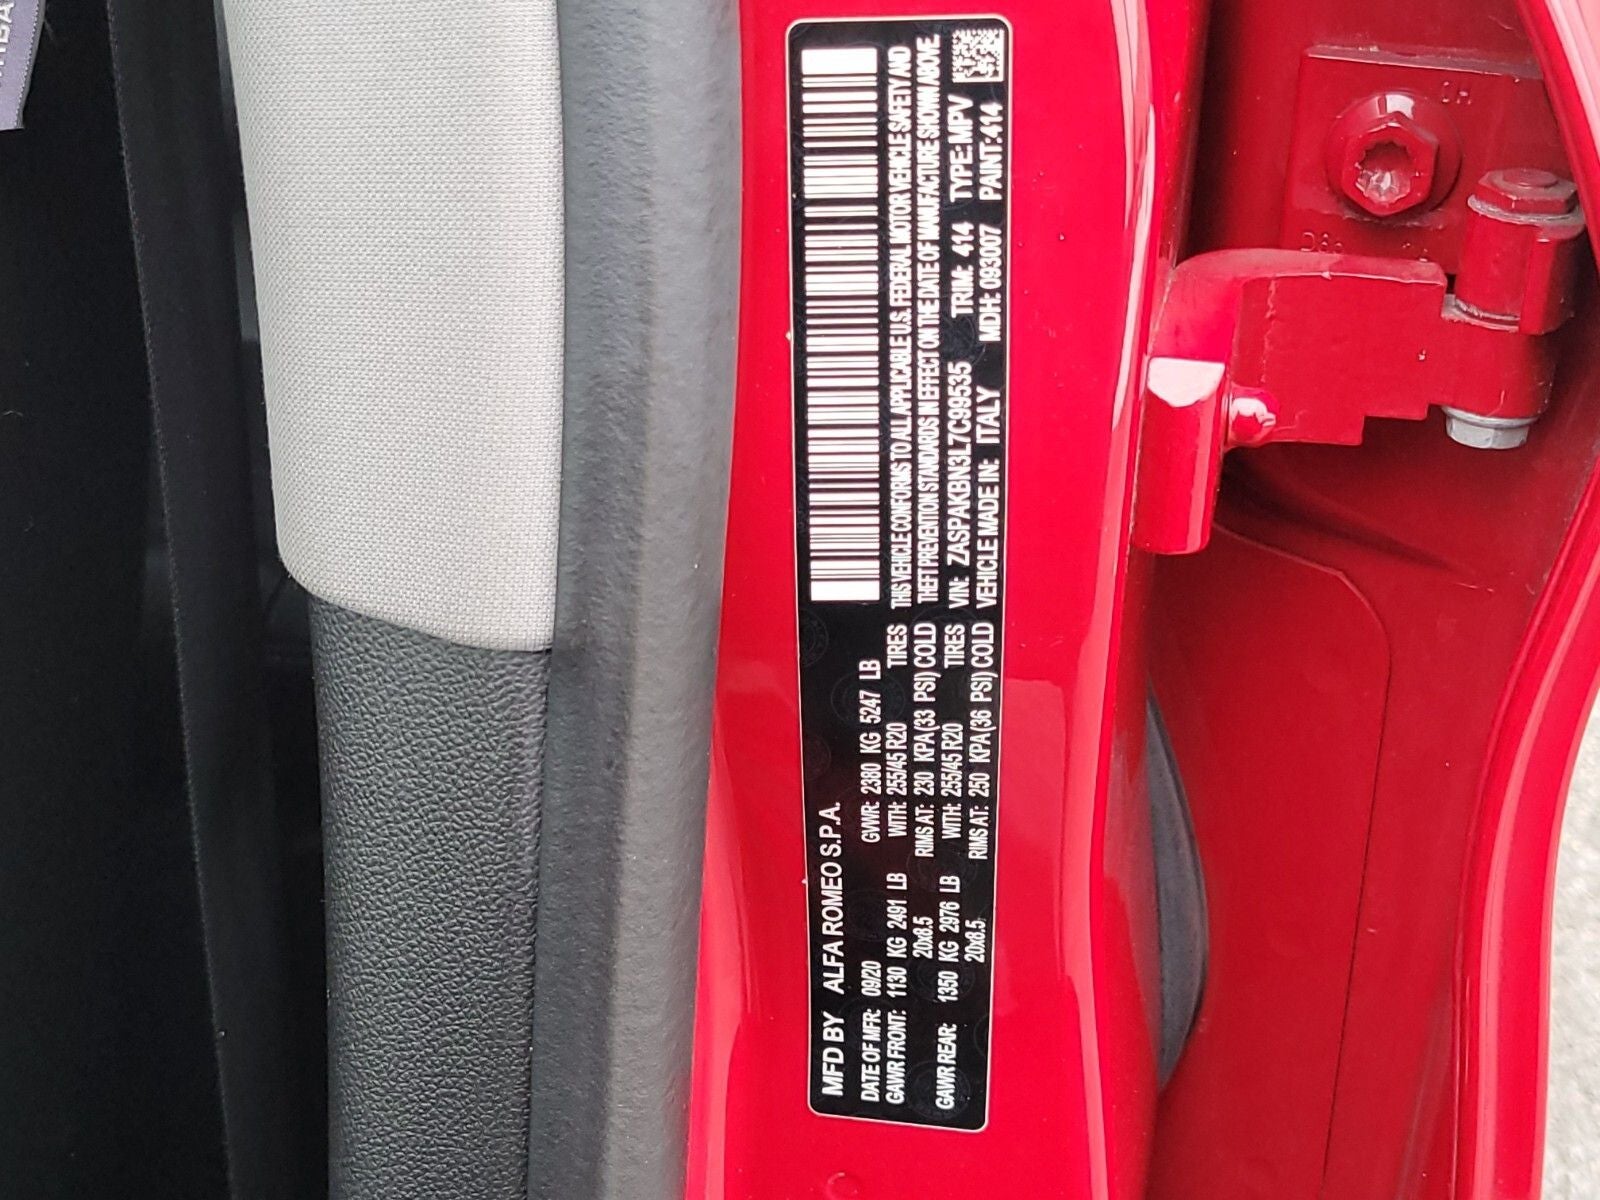 MFD BY ALFA ROMEO S.P.A.
DATE OF MFR: 09/20 GVWR: 2380 KG 5247 LB
GAWR FRONT: 1130 KG 2491 LB WITH: 255/45 R20 TIRES
20x8.5 RIMS AT: 230 KPA(33 PSI) COLD
GAWR REAR: 1350 KG 2976 LB WITH: 255/45 R20 TIRES
20x8.5 RIMS AT: 250 KPA(36 PSI) COLD
THIS VEHICLE CONFORMS TO ALL APPLICABLE U.S. FEDERAL MOTOR VEHICLE SAFETY AND
THEFT PREVENTION STANDARDS IN EFFECT ON THE DATE OF MANUFACTURE SHOWN ABOVE.
VIN: ZASPAKBN3L7C99535 TRIM: 414 TYPE: MPV
VEHICLE MADE IN: ITALY MDH: 093007 PAINT: 414